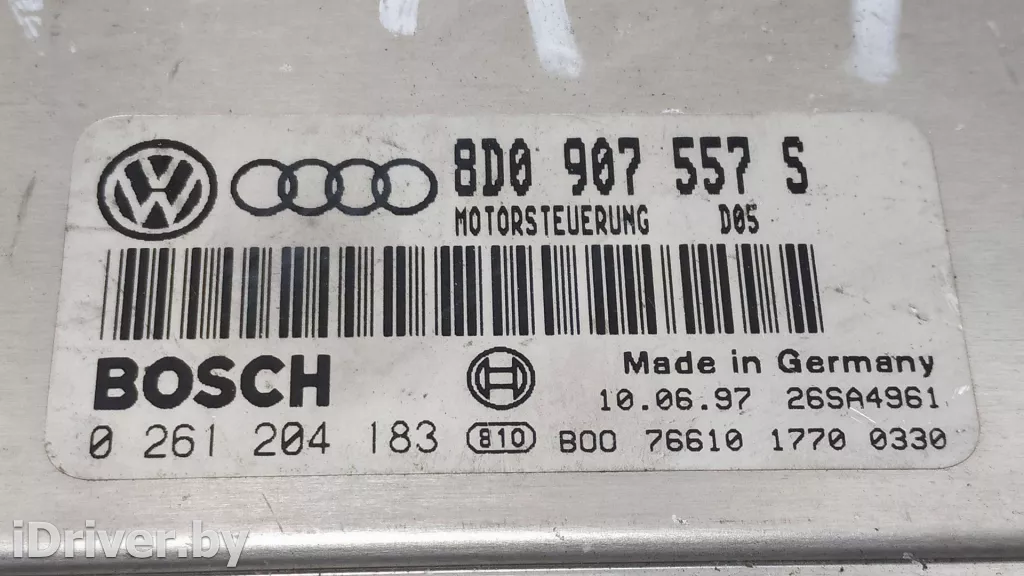 8D0 907 557 S
MOTORSTEUERUNG D05
BOSCH
Made in Germany
10.06.97 26SA4961
0 261 204 183 810 B00 76610 1770 0330
iDriver.by